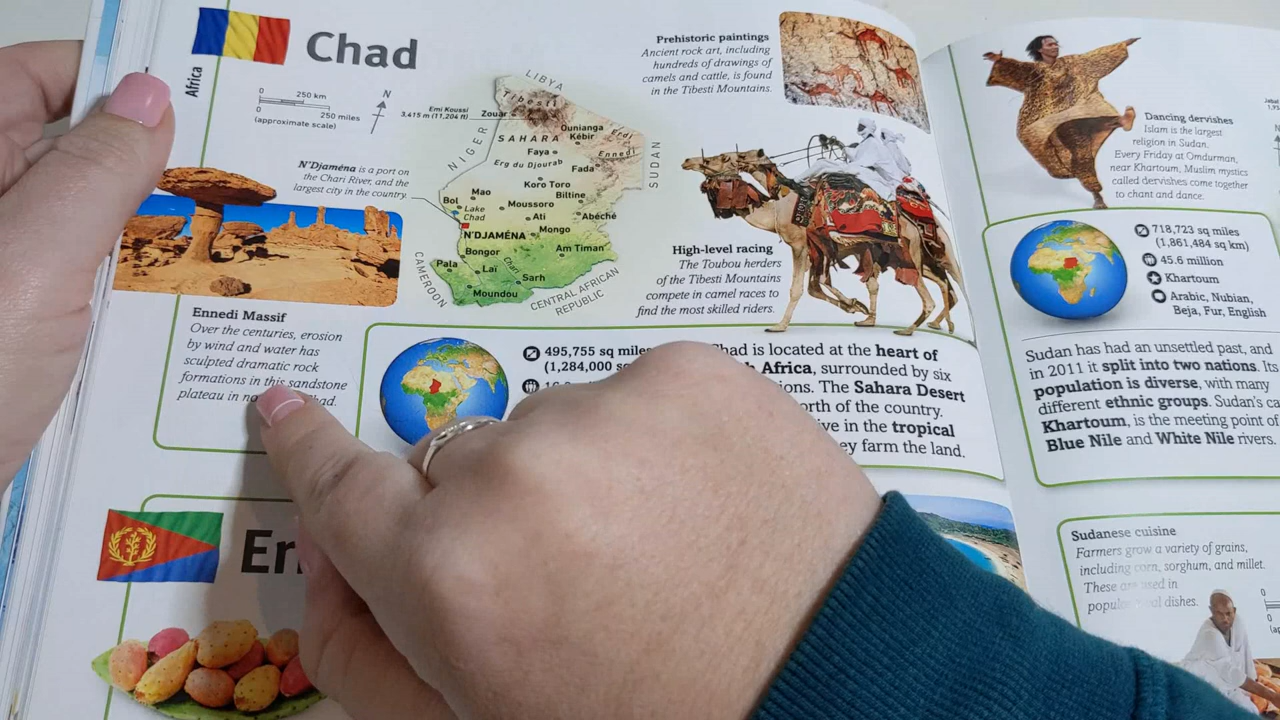 Chad
Africa
0 250 km
0 250 miles
(approximate scale)
N
Prehistoric paintings
Ancient rock art, including
hundreds of drawings of
camels and cattle, is found
in the Tibesti Mountains.
N'Djaména is a port on
the Chari River, and the
largest city in the country.
LIBYA
Tibesti
Emi Koussi
3,415 m (11,204 ft)
Zouar
Ounianga
Kébir
NIGER
SAHARA
Erdi
Faya
Ennedi
Erg du Djourab
Fada
SUDAN
Koro Toro
Mao
Biltine
Bol
Moussoro
Lake
Chad
Ati
Abéché
N'DJAMÉNA
Mongo
Bongor
Am Timan
Pala
Laï
Chari
Sarh
Moundou
CAMEROON
CENTRAL AFRICAN
REPUBLIC
High-level racing
The Toubou herders
of the Tibesti Mountains
compete in camel races to
find the most skilled riders.
Ennedi Massif
Over the centuries, erosion
by wind and water has
sculpted dramatic rock
formations in this sandstone
plateau in
495,755 sq
(1,284,000
Chad is located at the heart of
Africa, surrounded by six
The Sahara Desert
of the country.
in the tropical
farm the land.
Dancing dervishes
Islam is the largest
religion in Sudan.
Every Friday at Omdurman,
near Khartoum, Muslim mystics
called dervishes come together
to chant and dance.
718,723 sq miles
(1,861,484 sq km)
45.6 million
Khartoum
Arabic, Nubian,
Beja, Fur, English
Sudan has had an unsettled past, and
in 2011 it split into two nations. Its
population is diverse, with many
different ethnic groups. Sudan's
Khartoum, is the meeting point of
Blue Nile and White Nile rivers.
Sudanese cuisine
Farmers grow a variety of grains,
including corn, sorghum, and millet.
These are used in
dishes.